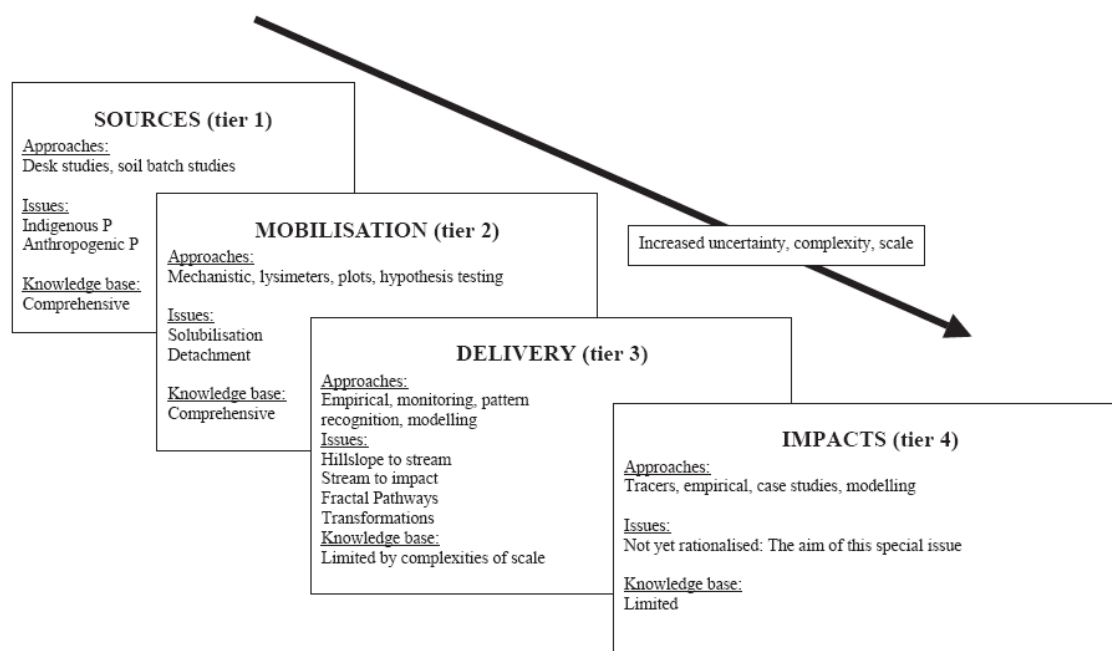 SOURCES (tier 1)
Approaches:
Desk studies, soil batch studies
Issues:
Indigenous P
Anthropogenic P
Knowledge base:
Comprehensive
MOBILISATION (tier 2)
Approaches:
Mechanistic, lysimeters, plots, hypothesis testing
Issues:
Solubilisation
Detachment
Knowledge base:
Comprehensive
Increased uncertainty, complexity, scale
DELIVERY (tier 3)
Approaches:
Empirical, monitoring, pattern
recognition, modelling
Issues:
Hillslope to stream
Stream to impact
Fractal Pathways
Transformations
Knowledge base:
Limited by complexities of scale
IMPACTS (tier 4)
Approaches:
Tracers, empirical, case studies, modelling
Issues:
Not yet rationalised: The aim of this special issue
Knowledge base:
Limited